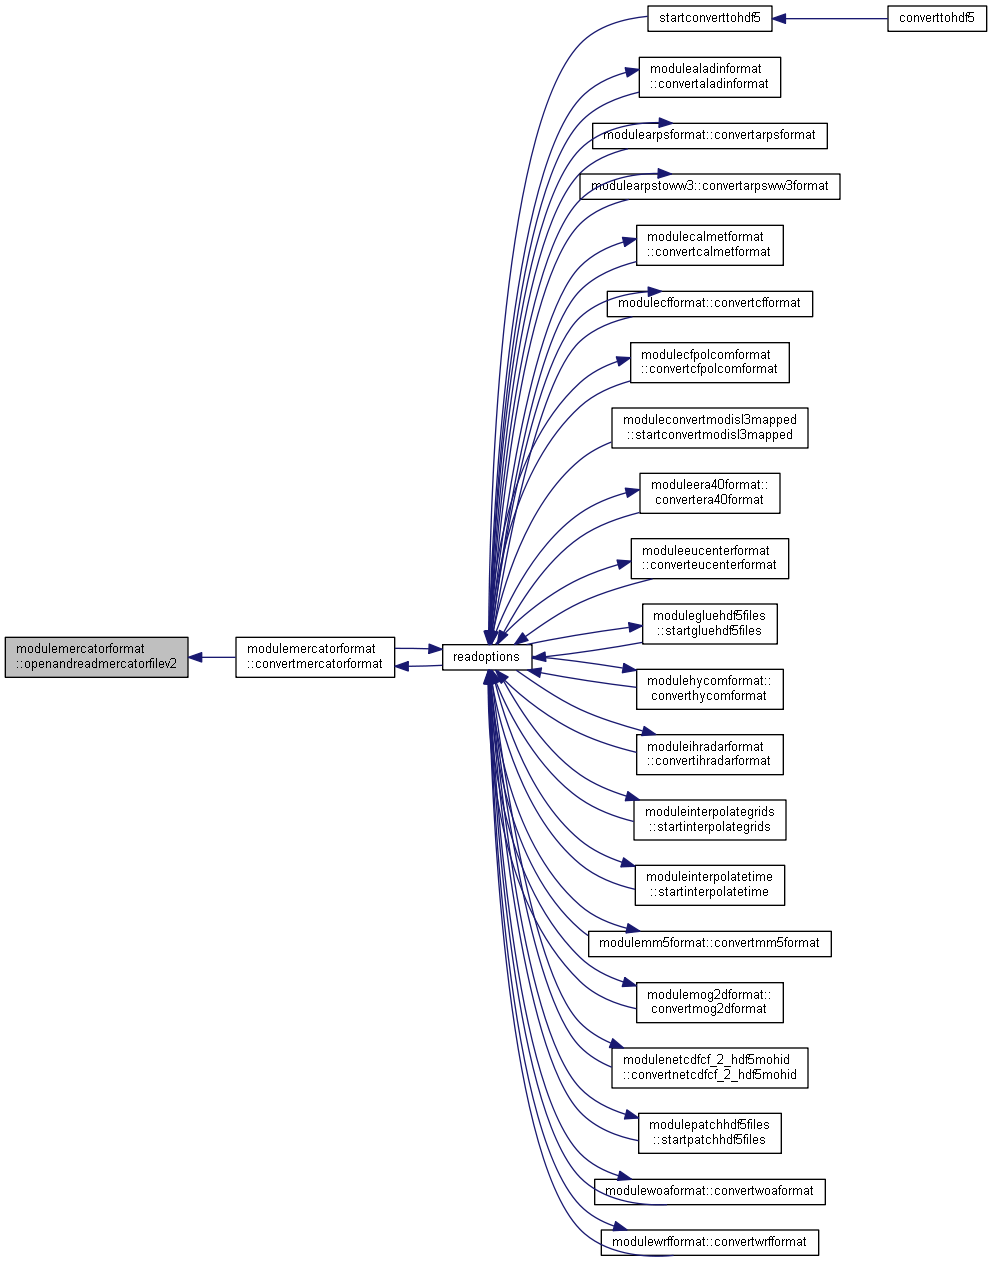 startconverttohdf5
converttohdf5
modulealadinformat
::convertaladinformat
modulearpsformat::convertarpsformat
modulearpstoww3::convertarpsww3format
modulecalmetformat
::convertcalmetformat
modulecfformat::convertcfformat
modulecfpolcomformat
::convertcfpolcomformat
moduleconvertmodisl3mapped
::startconvertmodisl3mapped
moduleera40format::
convertera40format
moduleeucenterformat
::converteucenterformat
modulegluehdf5files
::startgluehdf5files
modulemercatorformat
::openandreadmercatorfilev2
modulemercatorformat
::convertmercatorformat
readoptions
modulehycomformat::
converthycomformat
moduleihradarformat
::convertihradarformat
moduleinterpolategrids
::startinterpolategrids
moduleinterpolatetime
::startinterpolatetime
modulemm5format::convertmm5format
modulemog2dformat::
convertmog2dformat
modulenetcdfcf_2_hdf5mohid
::convertnetcdfcf_2_hdf5mohid
modulepatchhdf5files
::startpatchhdf5files
modulewoaformat::convertwoaformat
modulewrfformat::convertwrfformat